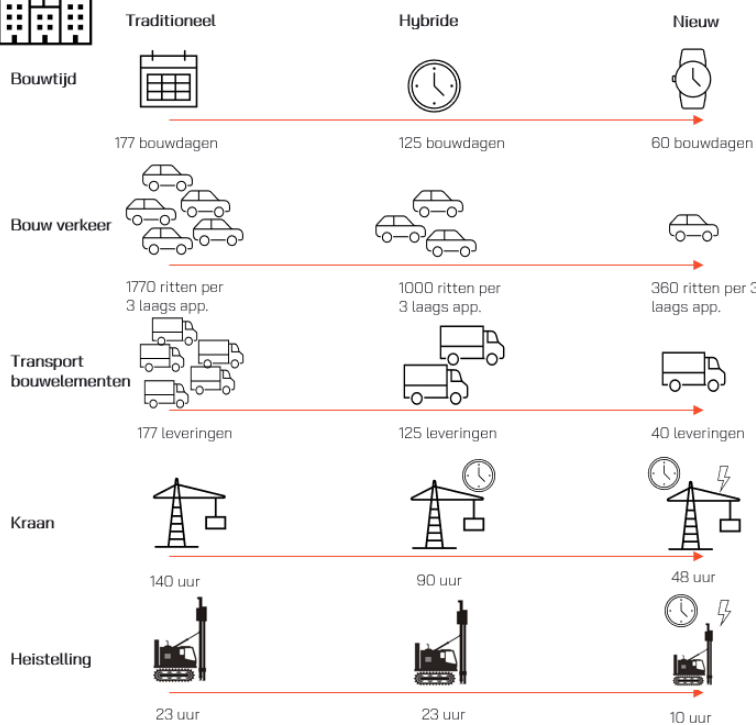 Traditioneel Hybride Nieuw
Bouwtijd
177 bouwdagen 125 bouwdagen 60 bouwdagen
Bouw verkeer
1770 ritten per 1000 ritten per 360 ritten per 3
3 laags app. 3 laags app. laags app.
Transport
bouwelementen
177 leveringen 125 leveringen 40 leveringen
Kraan
140 uur 90 uur 48 uur
Heistelling
23 uur 23 uur 10 uur